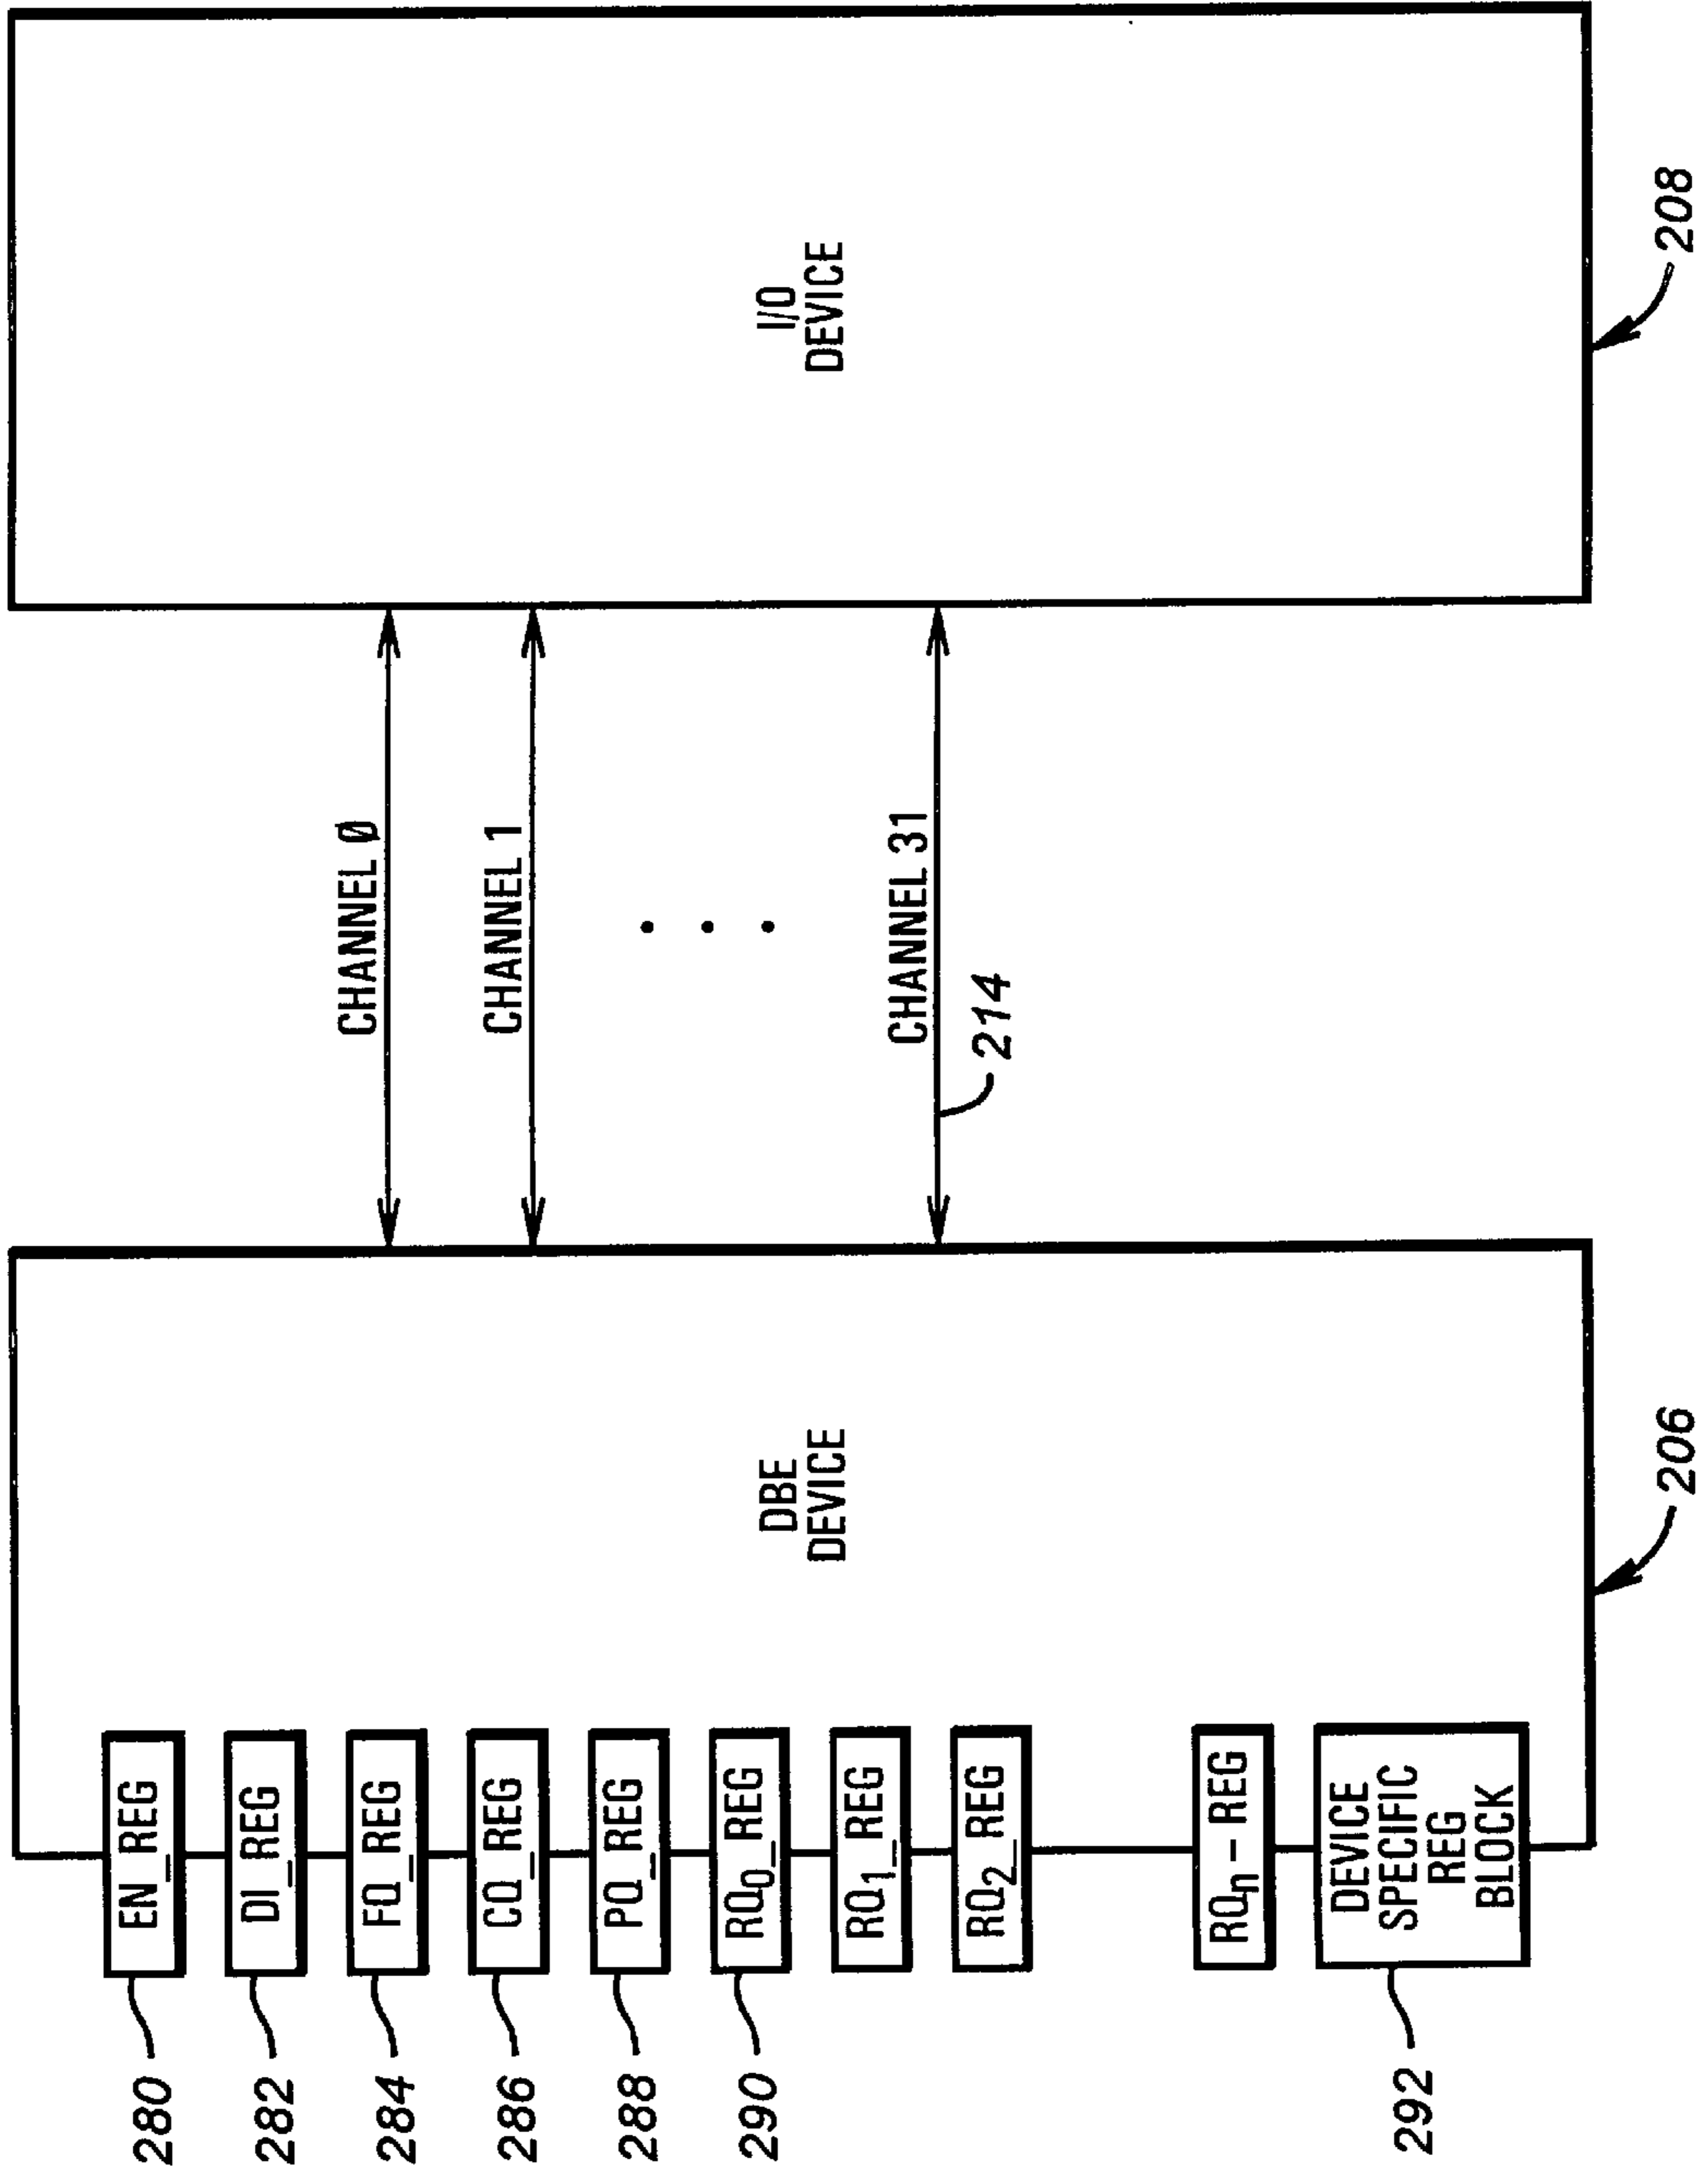 280
EN_REG
282
DI_REG
284
FQ_REG
286
CQ_REG
288
PQ_REG
290
RQ0_REG
RQ1_REG
RQ2_REG
RQn-REG
292
DEVICE
SPECIFIC
REG
BLOCK
DBE
DEVICE
206
CHANNEL Ø
CHANNEL 1
CHANNEL 31
214
I/O
DEVICE
208